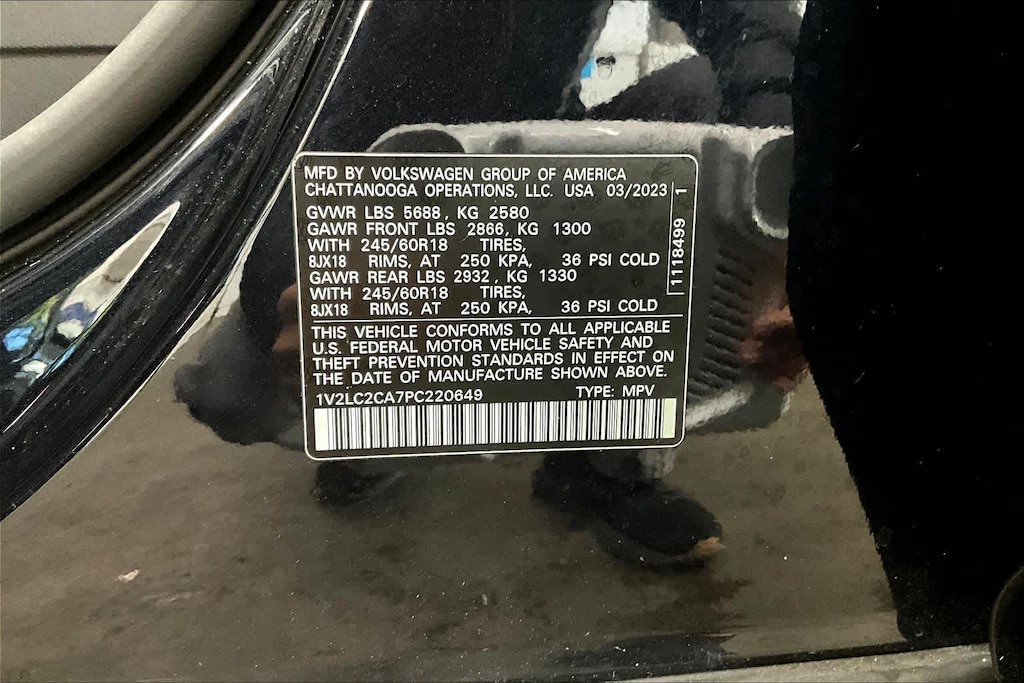 MFD BY VOLKSWAGEN GROUP OF AMERICA
CHATTANOOGA OPERATIONS, LLC. USA 03/2023
GVWR LBS 5688, KG 2580
GAWR FRONT LBS 2866, KG 1300
WITH 245/60R18 TIRES,
8JX18 RIMS, AT 250 KPA, 36 PSI COLD
GAWR REAR LBS 2932, KG 1330
WITH 245/60R18 TIRES,
8JX18 RIMS, AT 250 KPA, 36 PSI COLD
1118499 1
THIS VEHICLE CONFORMS TO ALL APPLICABLE
U.S. FEDERAL MOTOR VEHICLE SAFETY AND
THEFT PREVENTION STANDARDS IN EFFECT ON
THE DATE OF MANUFACTURE SHOWN ABOVE.
1V2LC2CA7PC220649 TYPE: MPV